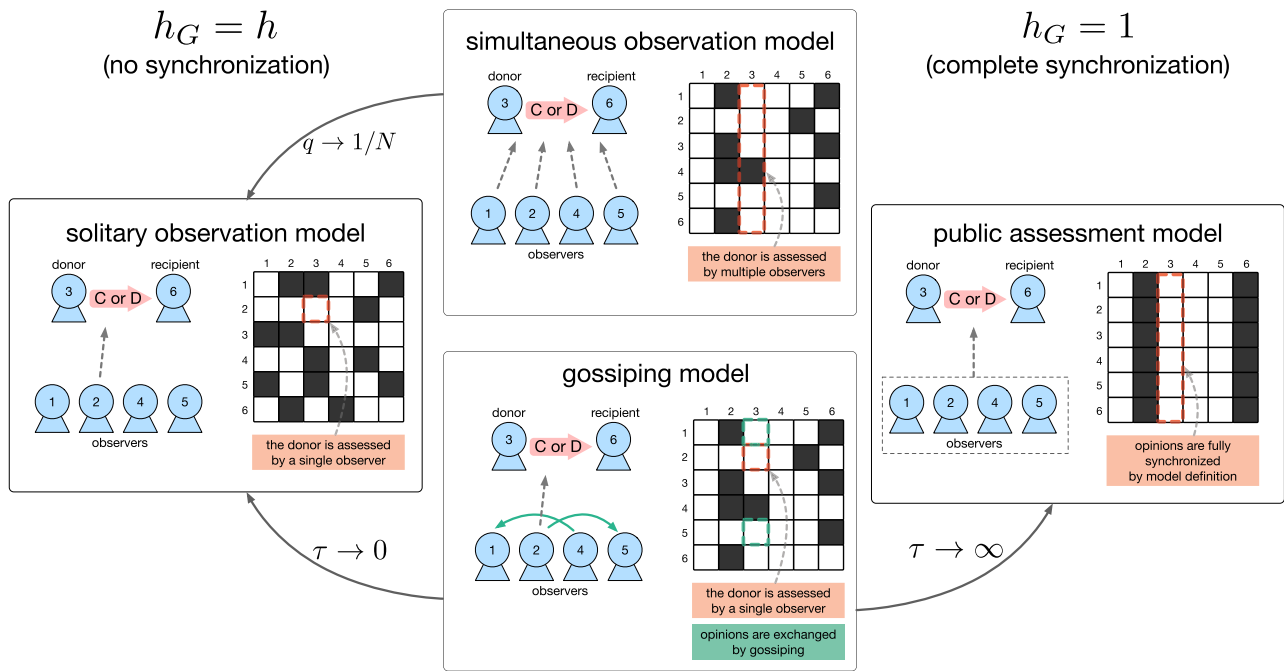 h_G = h
(no synchronization)
simultaneous observation model
donor
recipient
3
C or D
6
1 2 4 5
observers
1 2 3 4 5 6
1
2
3
4
5
6
the donor is assessed
by multiple observers
h_G = 1
(complete synchronization)
q → 1/N
solitary observation model
donor
recipient
3
C or D
6
1 2 4 5
observers
1 2 3 4 5 6
1
2
3
4
5
6
the donor is assessed
by a single observer
gossiping model
donor
recipient
3
C or D
6
1 2 4 5
observers
1 2 3 4 5 6
1
2
3
4
5
6
the donor is assessed
by a single observer
opinions are exchanged
by gossiping
public assessment model
donor
recipient
3
C or D
6
1 2 4 5
observers
1 2 3 4 5 6
1
2
3
4
5
6
opinions are fully
synchronized
by model definition
τ → 0
τ → ∞